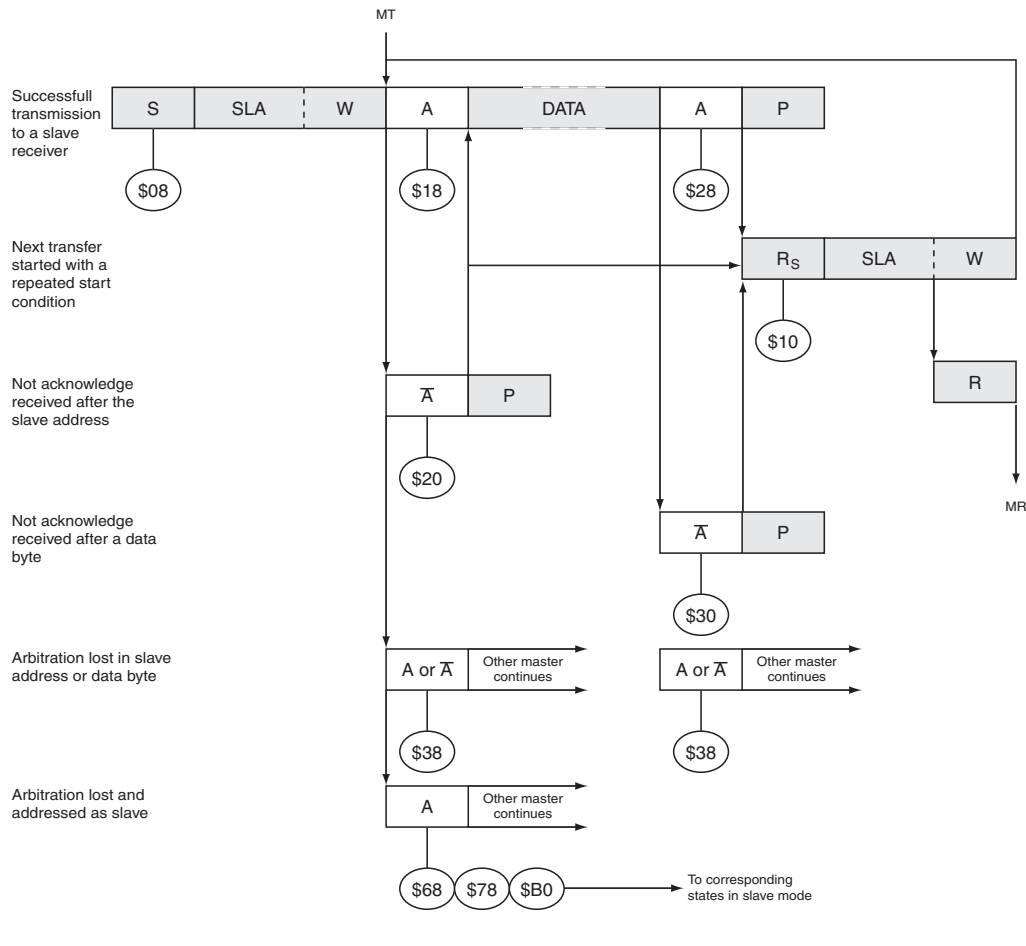 MT
Successfull
transmission
to a slave
receiver
S SLA W A DATA A P
$08 $18 $28
Next transfer
started with a
repeated start
condition
RS SLA W
$10
Not acknowledge
received after the
slave address
A̅ P
R
$20
MR
Not acknowledge
received after a data
byte
A̅ P
$30
Arbitration lost in slave
address or data byte
A or A̅
Other master
continues
A or A̅
Other master
continues
$38 $38
Arbitration lost and
addressed as slave
A
Other master
continues
$68 $78 $B0
To corresponding
states in slave mode